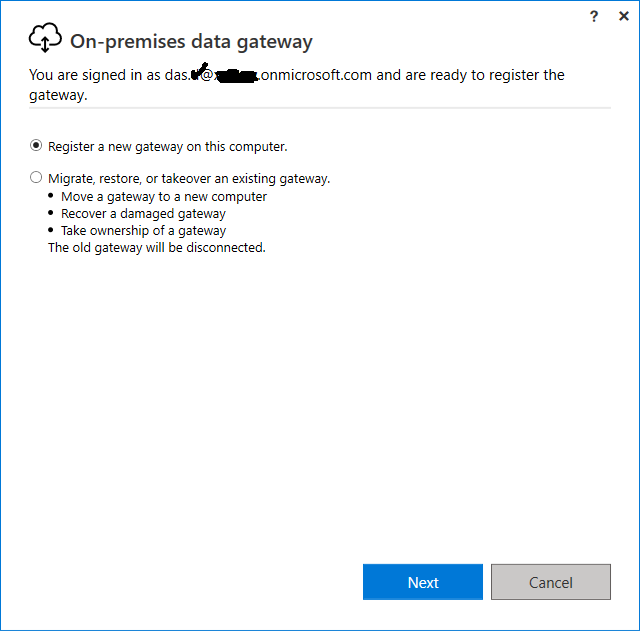 ? ×
On-premises data gateway
You are signed in as das. @ .onmicrosoft.com and are ready to register the
gateway.
Register a new gateway on this computer.
Migrate, restore, or takeover an existing gateway.
• Move a gateway to a new computer
• Recover a damaged gateway
• Take ownership of a gateway
The old gateway will be disconnected.
Next Cancel